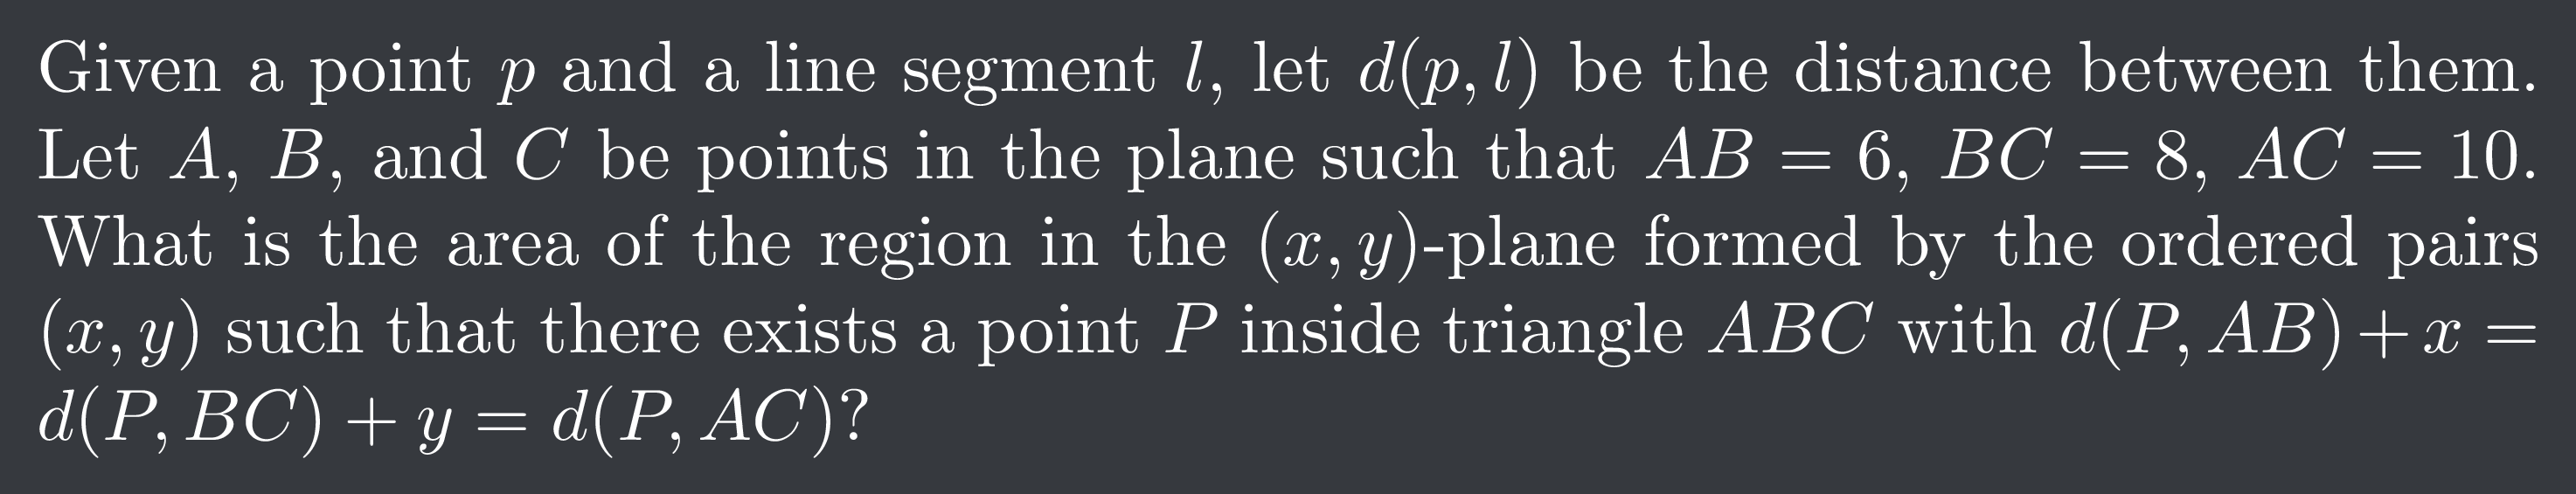 Given a point p and a line segment l, let d(p, l) be the distance between them.
Let A, B, and C be points in the plane such that AB = 6, BC = 8, AC = 10.
What is the area of the region in the (x, y)-plane formed by the ordered pairs
(x, y) such that there exists a point P inside triangle ABC with d(P, AB) + x =
d(P, BC) + y = d(P, AC)?